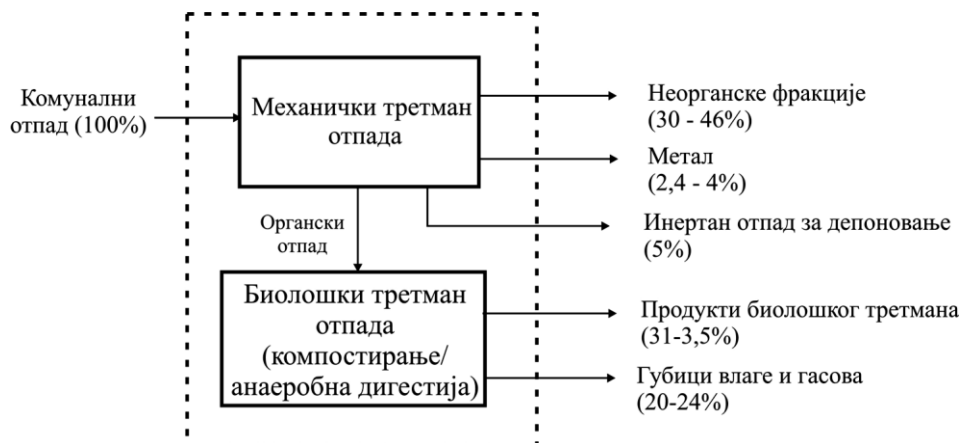 Комунални
отпад (100%)
Механички третман
отпада
Неорганске фракције
(30 - 46%)
Метал
(2,4 - 4%)
Органски
отпад
Инертан отпад за депоновање
(5%)
Биолошки третман
отпада
(компостирање/
анаеробна дигестија)
Продукти биолошког третмана
(31-3,5%)
Губици влаге и гасова
(20-24%)